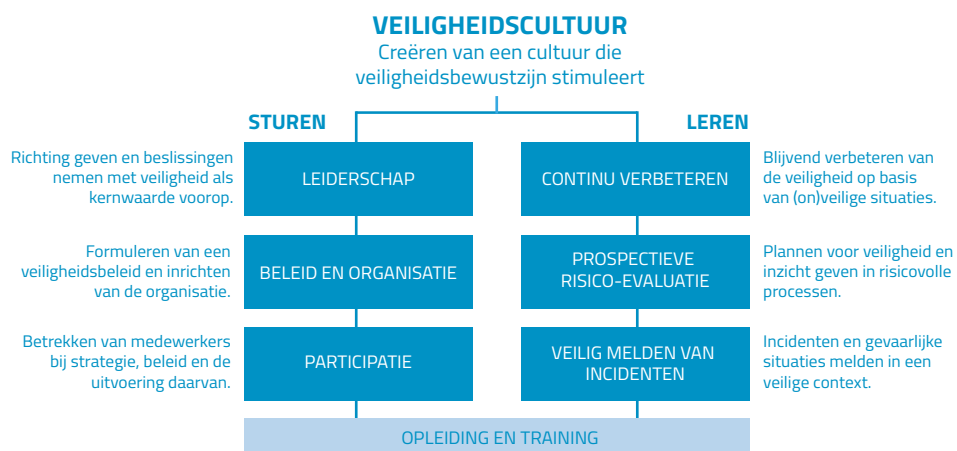 VEILIGHEIDSCULTUUR
Creëren van een cultuur die
veiligheidsbewustzijn stimuleert
STUREN
LEREN
Richting geven en beslissingen
nemen met veiligheid als
kernwaarde voorop.
LEIDERSCHAP
CONTINU VERBETEREN
Blijvend verbeteren van
de veiligheid op basis
van (on)veilige situaties.
Formuleren van een
veiligheidsbeleid en inrichten
van de organisatie.
BELEID EN ORGANISATIE
PROSPECTIEVE
RISICO-EVALUATIE
Plannen voor veiligheid en
inzicht geven in risicovolle
processen.
Betrekken van medewerkers
bij strategie, beleid en de
uitvoering daarvan.
PARTICIPATIE
VEILIG MELDEN VAN
INCIDENTEN
Incidenten en gevaarlijke
situaties melden in een
veilige context.
OPLEIDING EN TRAINING